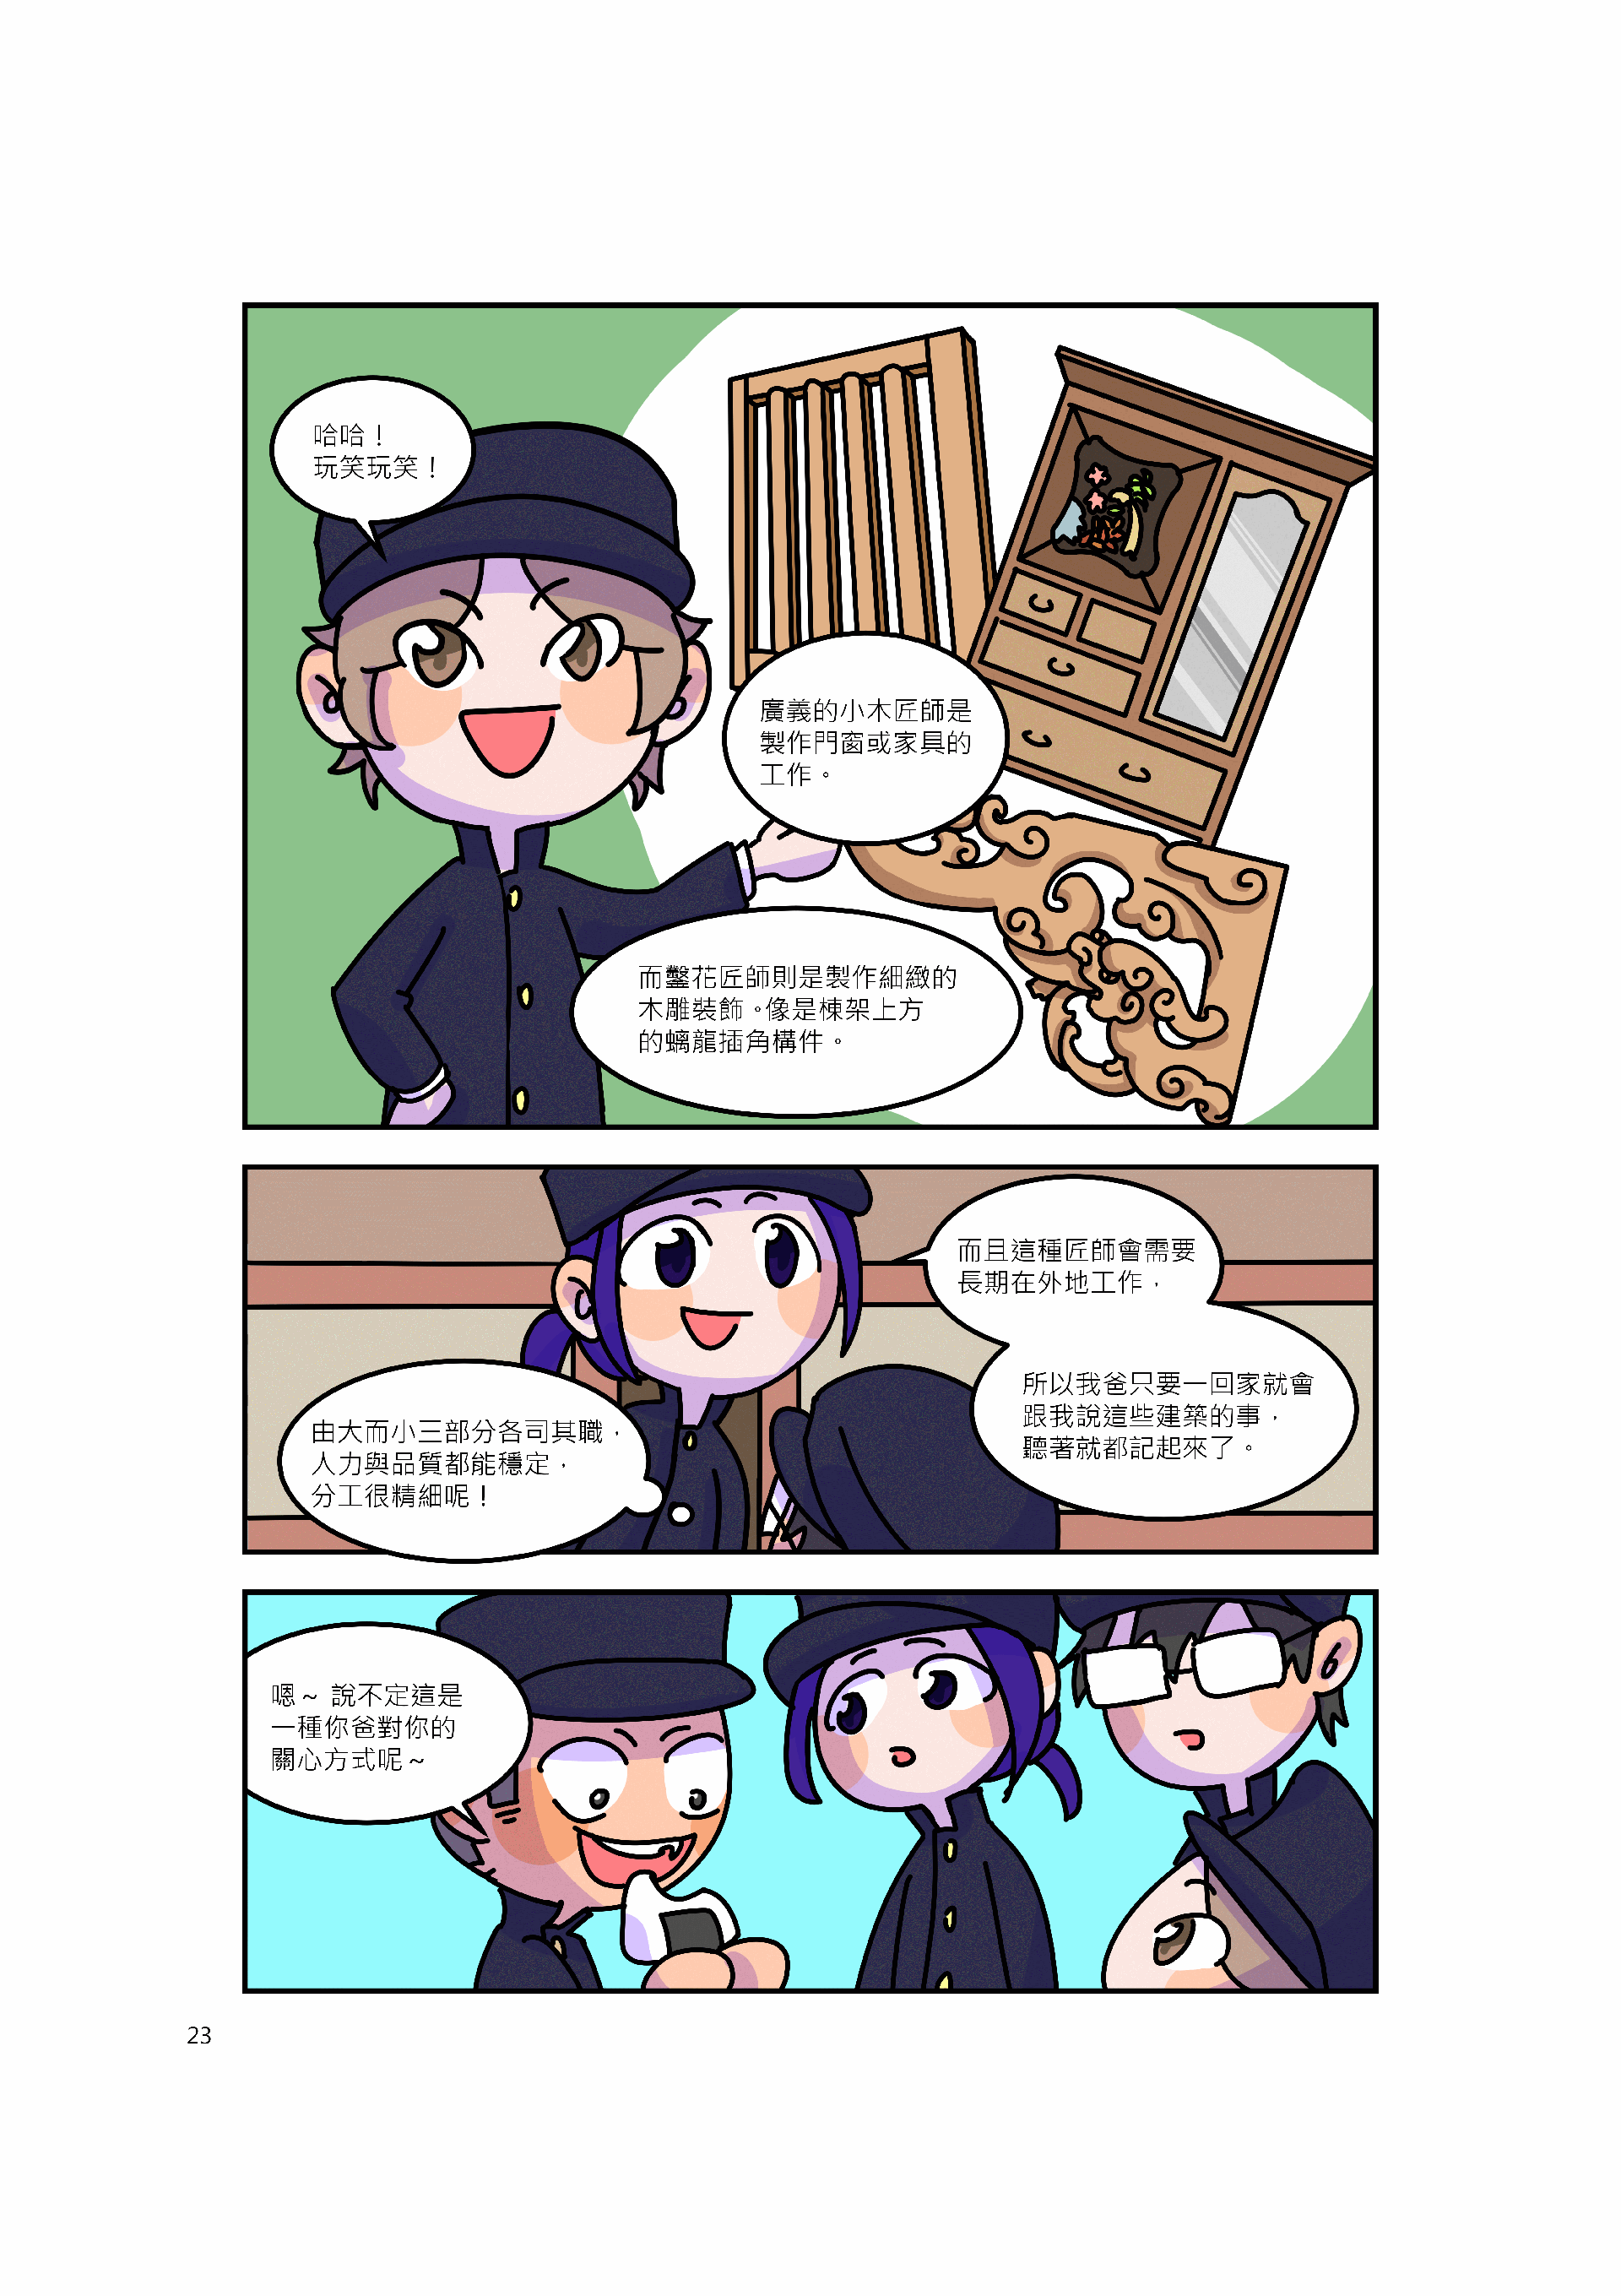 哈哈！
玩笑玩笑！
廣義的小木匠師是
製作門窗或家具的
工作。
而鑿花匠師則是製作細緻的
木雕裝飾。像是棟架上方
的螭龍插角構件。
而且這種匠師會需要
長期在外地工作，
所以我爸只要一回家就會
跟我說這些建築的事，
聽著就都記起來了。
由大而小三部分各司其職，
人力與品質都能穩定，
分工很精細呢！
嗯～ 說不定這是
一種你爸對你的
關心方式呢～
23